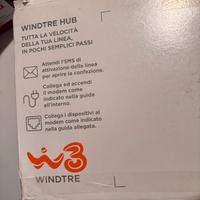 WINDTRE HUB
TUTTA LA VELOCITÀ
DELLA TUA LINEA,
IN POCHI SEMPLICI PASSI
Attendi l'SMS di
attivazione della linea
per aprire la confezione.
Collega ed accendi
il modem come
indicato nella guida
all'interno.
Collega i dispositivi al
modem come indicato
nella guida allegata.
W3
WINDTRE